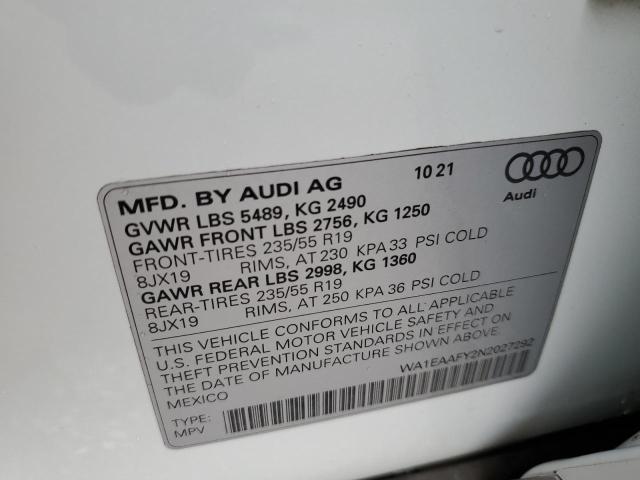 MFD. BY AUDI AG 10 21
Audi
GVWR LBS 5489, KG 2490
GAWR FRONT LBS 2756, KG 1250
FRONT-TIRES 235/55 R19
8JX19 RIMS, AT 230 KPA 33 PSI COLD
GAWR REAR LBS 2998, KG 1360
REAR-TIRES 235/55 R19
8JX19 RIMS, AT 250 KPA 36 PSI COLD
THIS VEHICLE CONFORMS TO ALL APPLICABLE
U.S. FEDERAL MOTOR VEHICLE SAFETY AND
THEFT PREVENTION STANDARDS IN EFFECT ON
THE DATE OF MANUFACTURE SHOWN ABOVE.
MEXICO
WA1EAAFY2N2027292
TYPE:
MPV